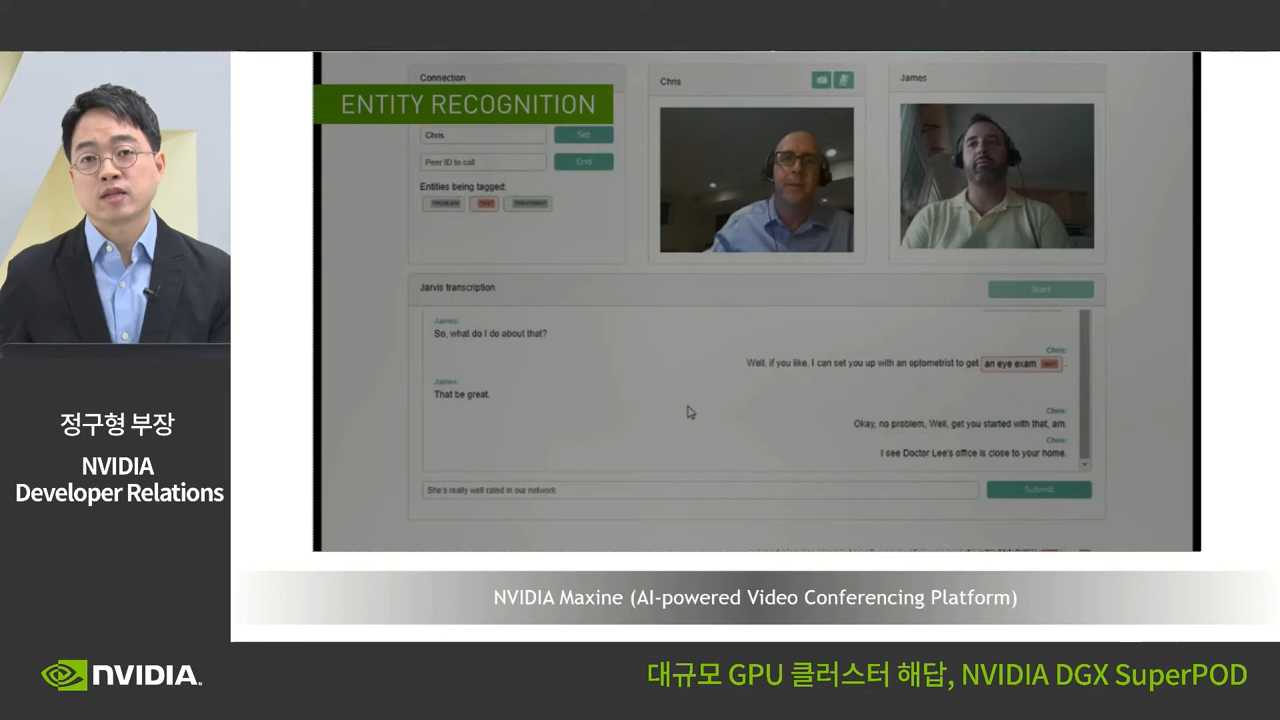 ENTITY RECOGNITION
Connection
Chris
Set
Peer ID to call
End
Entities being tagged:
PROBLEM TEST TREATMENT
Chris
James
Jarvis transcription
Start
James:
So, what do I do about that?
Chris:
Well, if you like, I can set you up with an optometrist to get an eye exam TEST .
James:
That be great.
Chris:
Okay, no problem, Well, get you started with that, am.
Chris:
I see Doctor Lee's office is close to your home.
She's really well rated in our network
Submit
정구형 부장
NVIDIA
Developer Relations
NVIDIA Maxine (AI-powered Video Conferencing Platform)
NVIDIA.
대규모 GPU 클러스터 해답, NVIDIA DGX SuperPOD